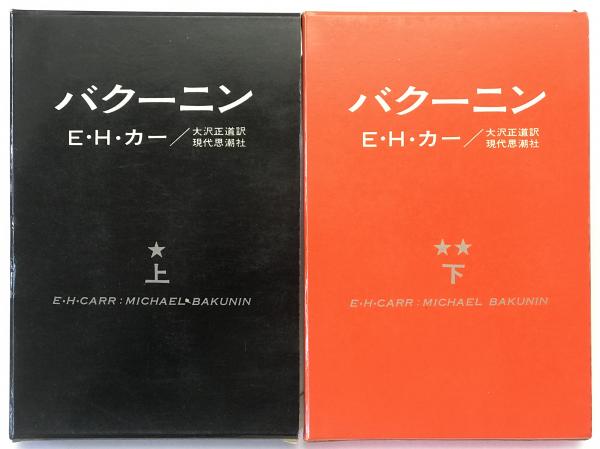 バクーニン
E・H・カー／大沢正道訳
現代思潮社
★
上
E・H・CARR：MICHAEL BAKUNIN
バクーニン
E・H・カー／大沢正道訳
現代思潮社
★★
下
E・H・CARR：MICHAEL BAKUNIN